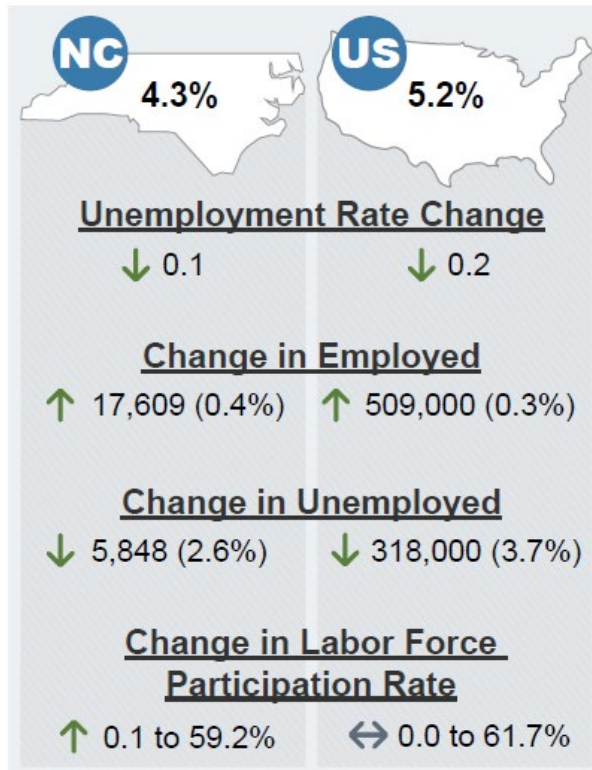 NC US
4.3% 5.2%
Unemployment Rate Change
↓ 0.1 ↓ 0.2
Change in Employed
↑ 17,609 (0.4%) ↑ 509,000 (0.3%)
Change in Unemployed
↓ 5,848 (2.6%) ↓ 318,000 (3.7%)
Change in Labor Force
Participation Rate
↑ 0.1 to 59.2% ↔ 0.0 to 61.7%